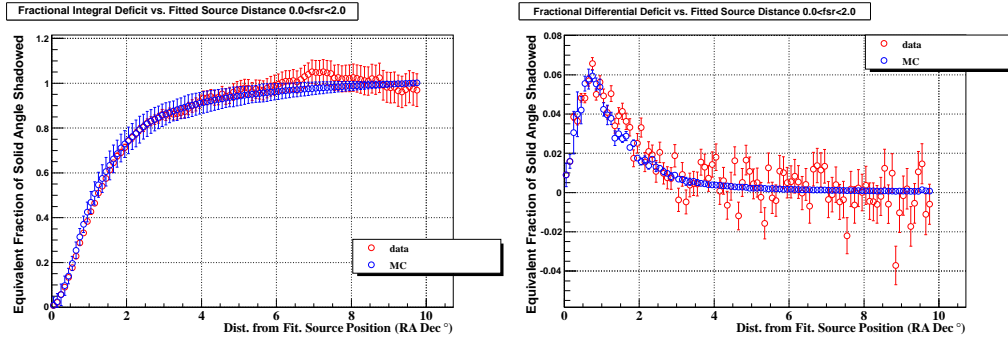 Fractional Integral Deficit vs. Fitted Source Distance 0.0<fsr<2.0
Equivalent Fraction of Solid Angle Shadowed
1.2
1
0.8
0.6
0.4
0.2
0
0 2 4 6 8 10
data
MC
Dist. from Fit. Source Position (RA Dec °)
Fractional Differential Deficit vs. Fitted Source Distance 0.0<fsr<2.0
Equivalent Fraction of Solid Angle Shadowed
0.08
0.06
0.04
0.02
0
-0.02
-0.04
0 2 4 6 8 10
data
MC
Dist. from Fit. Source Position (RA Dec °)